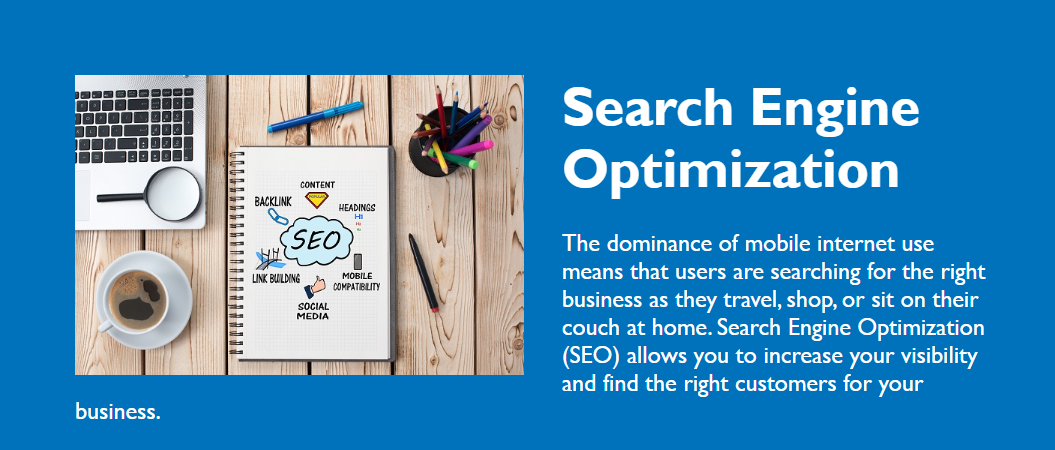 Search Engine
Optimization
The dominance of mobile internet use
means that users are searching for the right
business as they travel, shop, or sit on their
couch at home. Search Engine Optimization
(SEO) allows you to increase your visibility
and find the right customers for your
business.
CONTENT
BACKLINK
HEADINGS
H1
SEO
LINK BUILDING
MOBILE
COMPATIBILITY
SOCIAL
MEDIA